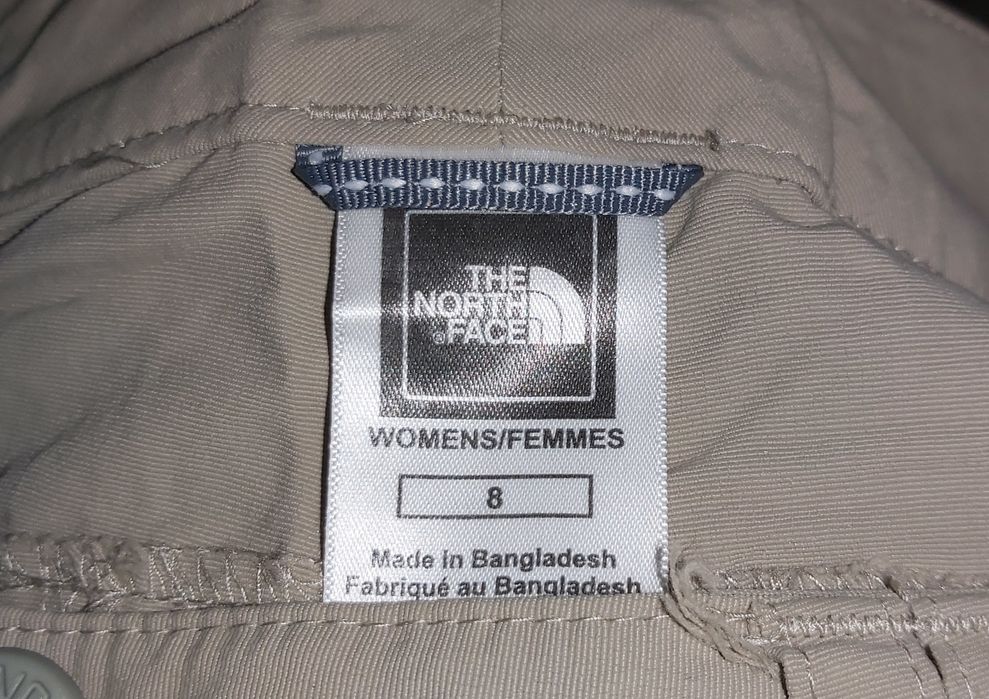 THE
NORTH
FACE
WOMENS/FEMMES
8
Made in Bangladesh
Fabriqué au Bangladesh